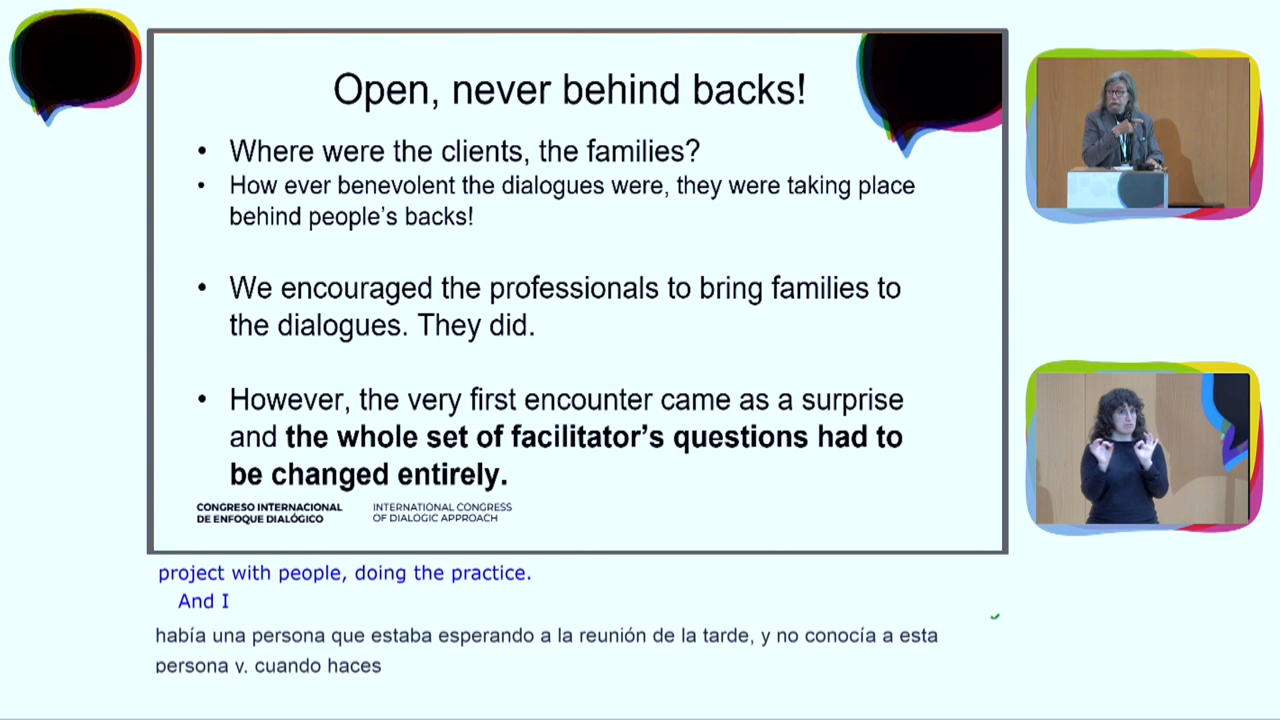 Open, never behind backs!
• Where were the clients, the families?
• How ever benevolent the dialogues were, they were taking place
behind people's backs!
• We encouraged the professionals to bring families to
the dialogues. They did.
• However, the very first encounter came as a surprise
and the whole set of facilitator's questions had to
be changed entirely.
CONGRESO INTERNACIONAL
DE ENFOQUE DIALÓGICO
INTERNATIONAL CONGRESS
OF DIALOGIC APPROACH
project with people, doing the practice.
And I
había una persona que estaba esperando a la reunión de la tarde, y no conocía a esta
persona y, cuando haces